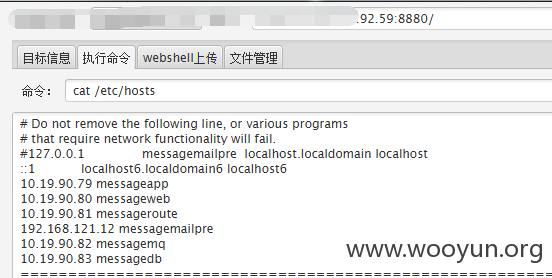 192.59:8880/
目标信息 执行命令 webshell上传 文件管理
命令: cat /etc/hosts
# Do not remove the following line, or various programs
# that require network functionality will fail.
#127.0.0.1 messagemailpre localhost.localdomain localhost
::1 localhost6.localdomain6 localhost6
10.19.90.79 messageapp
10.19.90.80 messageweb
10.19.90.81 messageroute
192.168.121.12 messagemailpre
10.19.90.82 messagemq
10.19.90.83 messagedb
www.wooyun.org